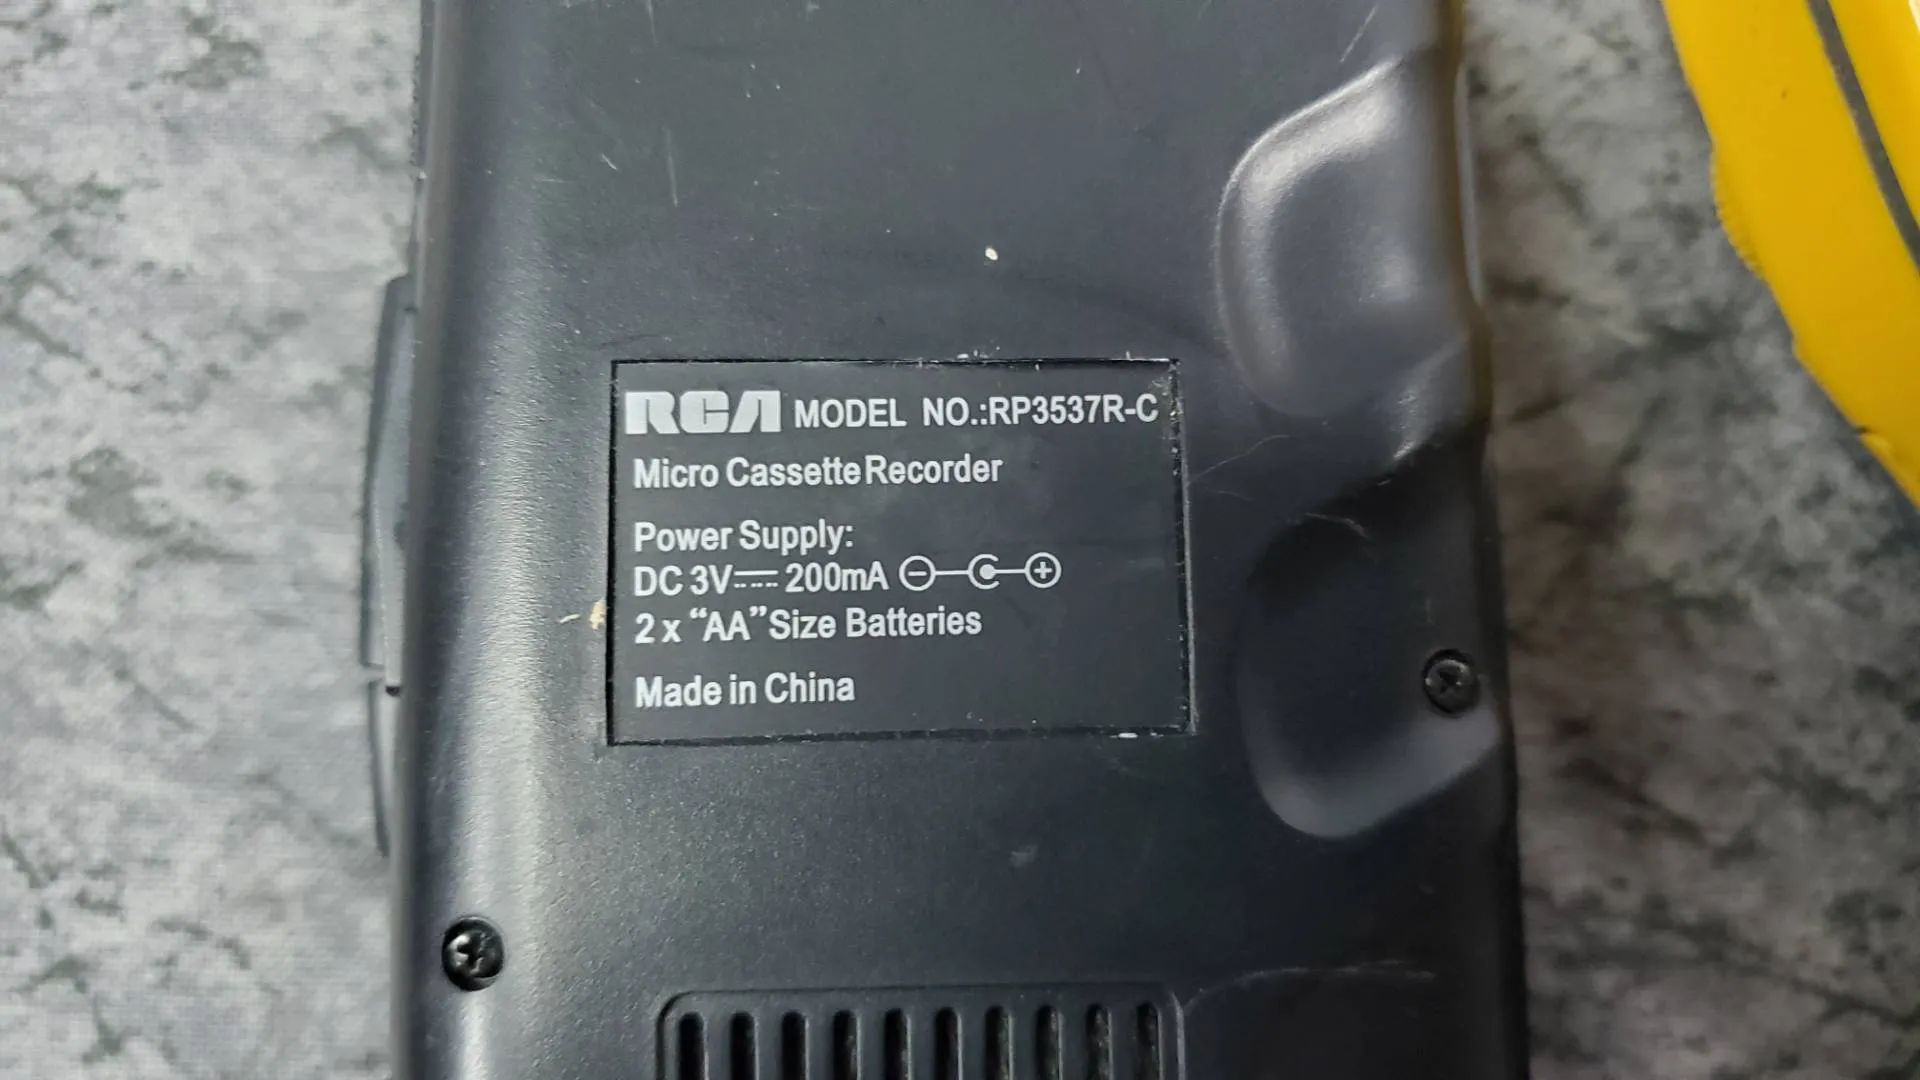 RCA MODEL NO.:RP3537R-C
Micro Cassette Recorder
Power Supply:
DC 3V⎓ 200mA
2 x “AA” Size Batteries
Made in China